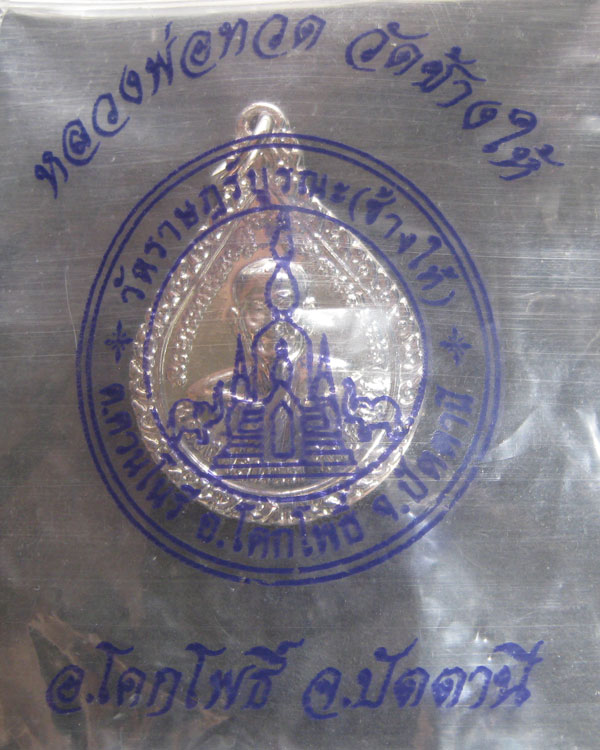 หลวงพ่อทวด วัดช้างให้
วัดราษฎร์บูรณะ(ช้างให้)
ต.ควนโนรี อ.โคกโพธิ์ จ.ปัตตานี
อ.โคกโพธิ์ จ.ปัตตานี